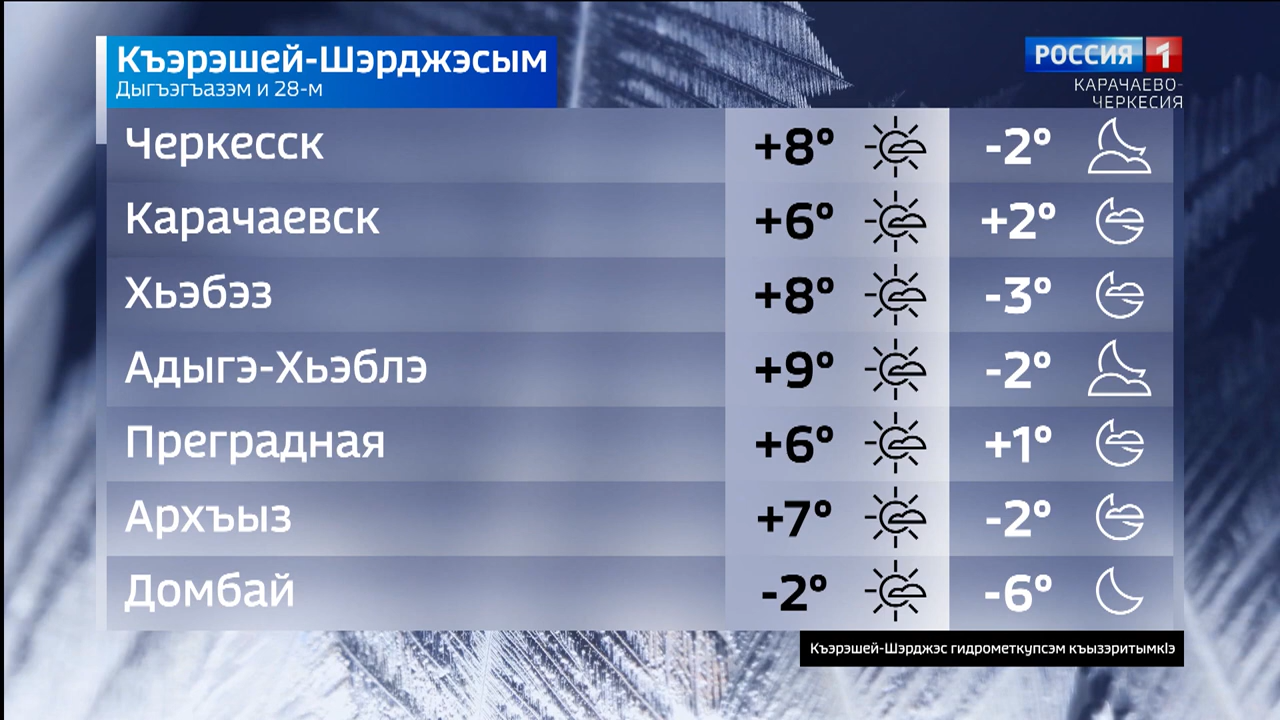 Къэрэшей-Шэрджэсым
Дыгъэгъазэм и 28-м
РОССИЯ 1
КАРАЧАЕВО-
ЧЕРКЕСИЯ
Черкесск +8° -2°
Карачаевск +6° +2°
Хьэбэз +8° -3°
Адыгэ-Хьэблэ +9° -2°
Преградная +6° +1°
Архъыз +7° -2°
Домбай -2° -6°
Къэрэшей-Шэрджэс гидрометкупсэм къызэритымкIэ